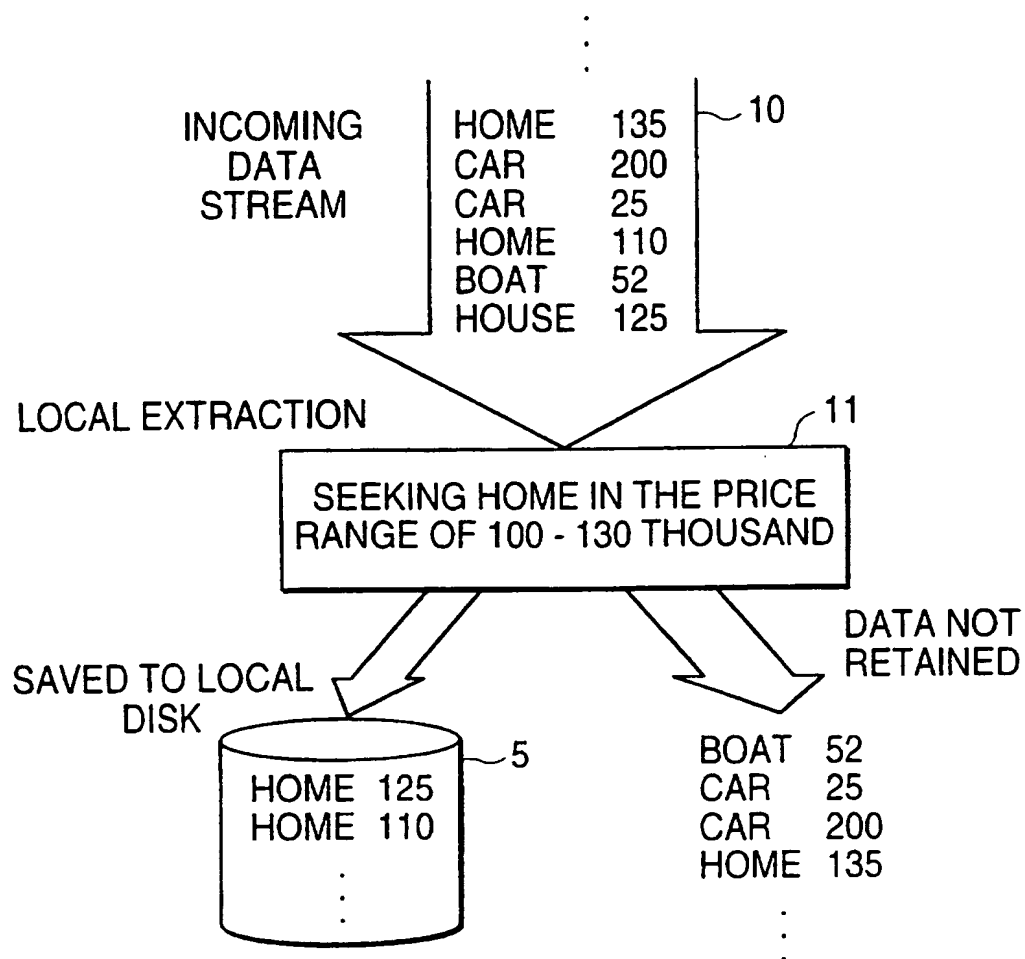 INCOMING
DATA
STREAM
HOME 135
CAR 200
CAR 25
HOME 110
BOAT 52
HOUSE 125
10
LOCAL EXTRACTION
11
SEEKING HOME IN THE PRICE
RANGE OF 100 - 130 THOUSAND
SAVED TO LOCAL
DISK
5
HOME 125
HOME 110
DATA NOT
RETAINED
BOAT 52
CAR 25
CAR 200
HOME 135